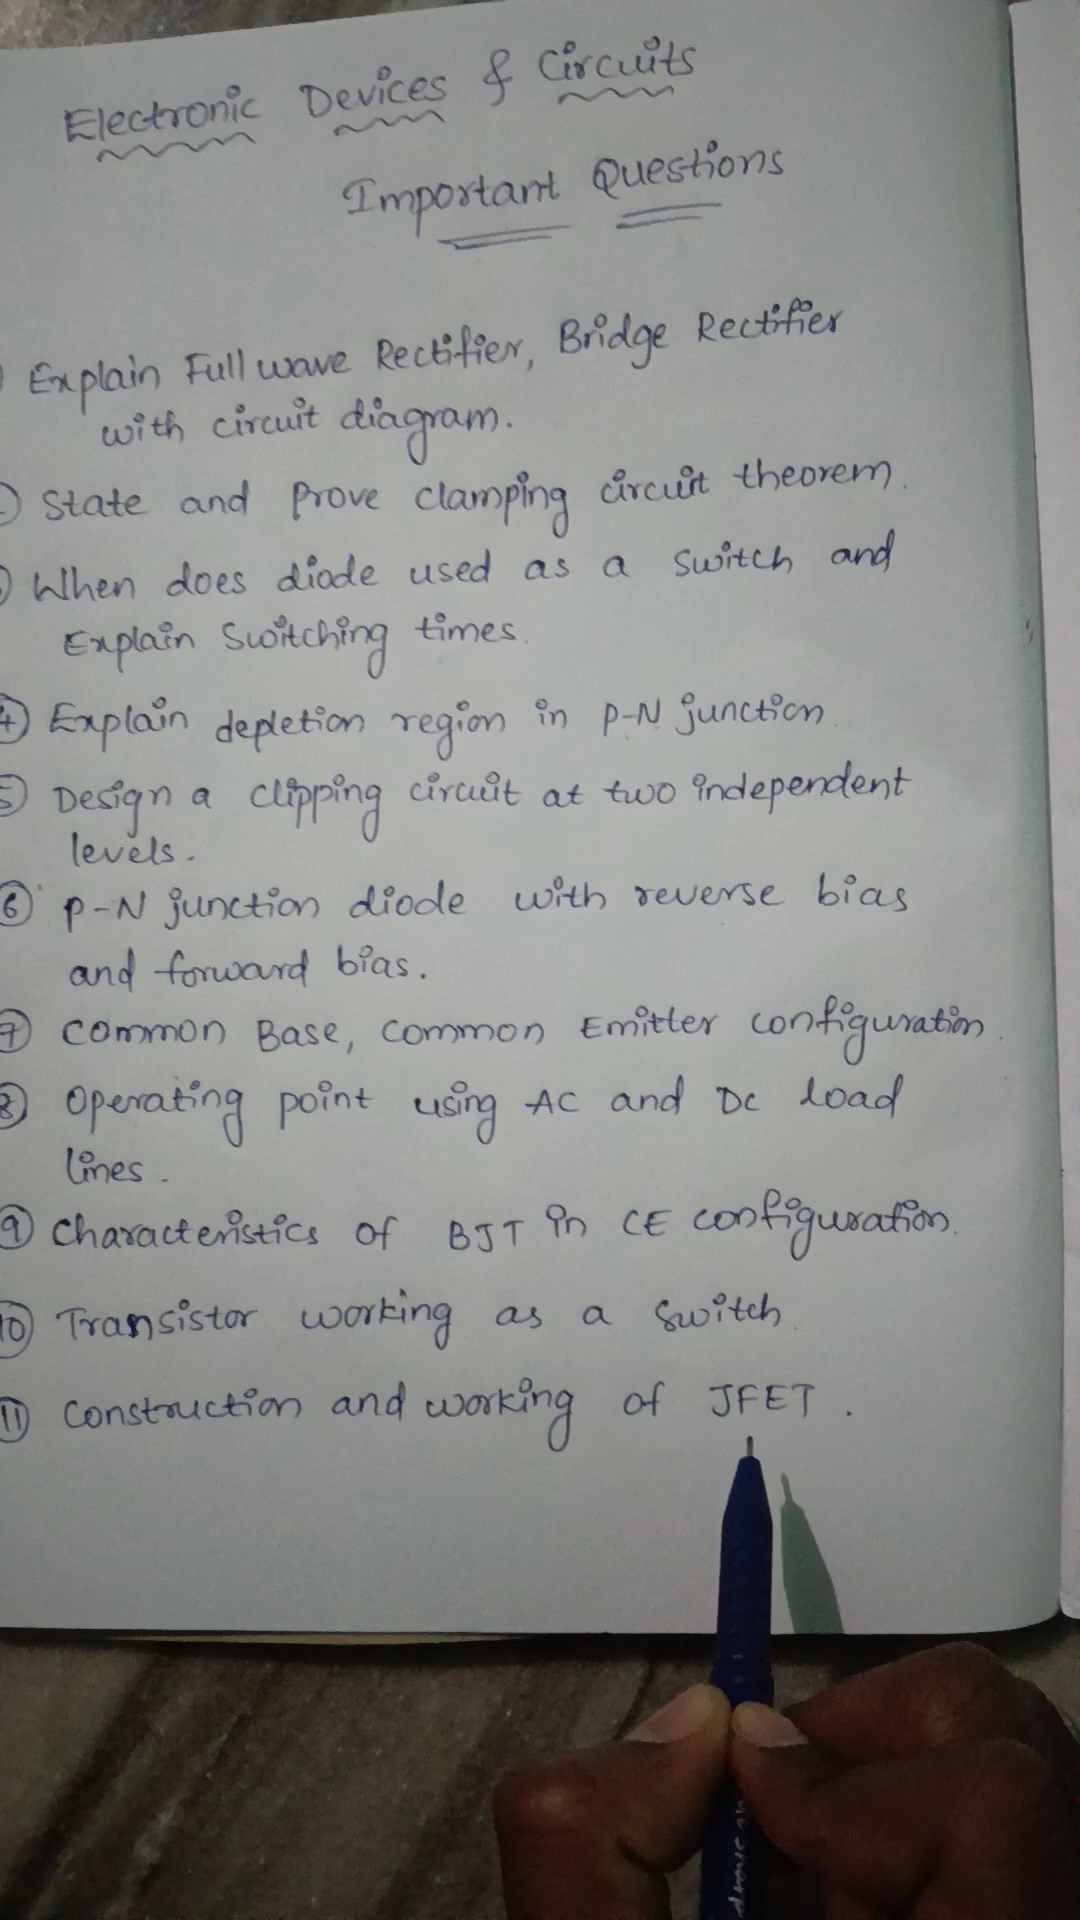 Electronic Devices & Circuits
Important Questions
Explain Full wave Rectifier, Bridge Rectifier
with circuit diagram.
State and Prove clamping circuit theorem.
When does diode used as a switch and
Explain Switching times.
4) Explain depletion region in P-N junction
5) Design a clipping circuit at two independent
levels.
6) P-N junction diode with reverse bias
and forward bias.
7) Common Base, Common Emitter configuration.
8) Operating point using AC and DC load
lines.
9) Characteristics of BJT in CE configuration.
10) Transistor working as a Switch.
11) Construction and working of JFET.